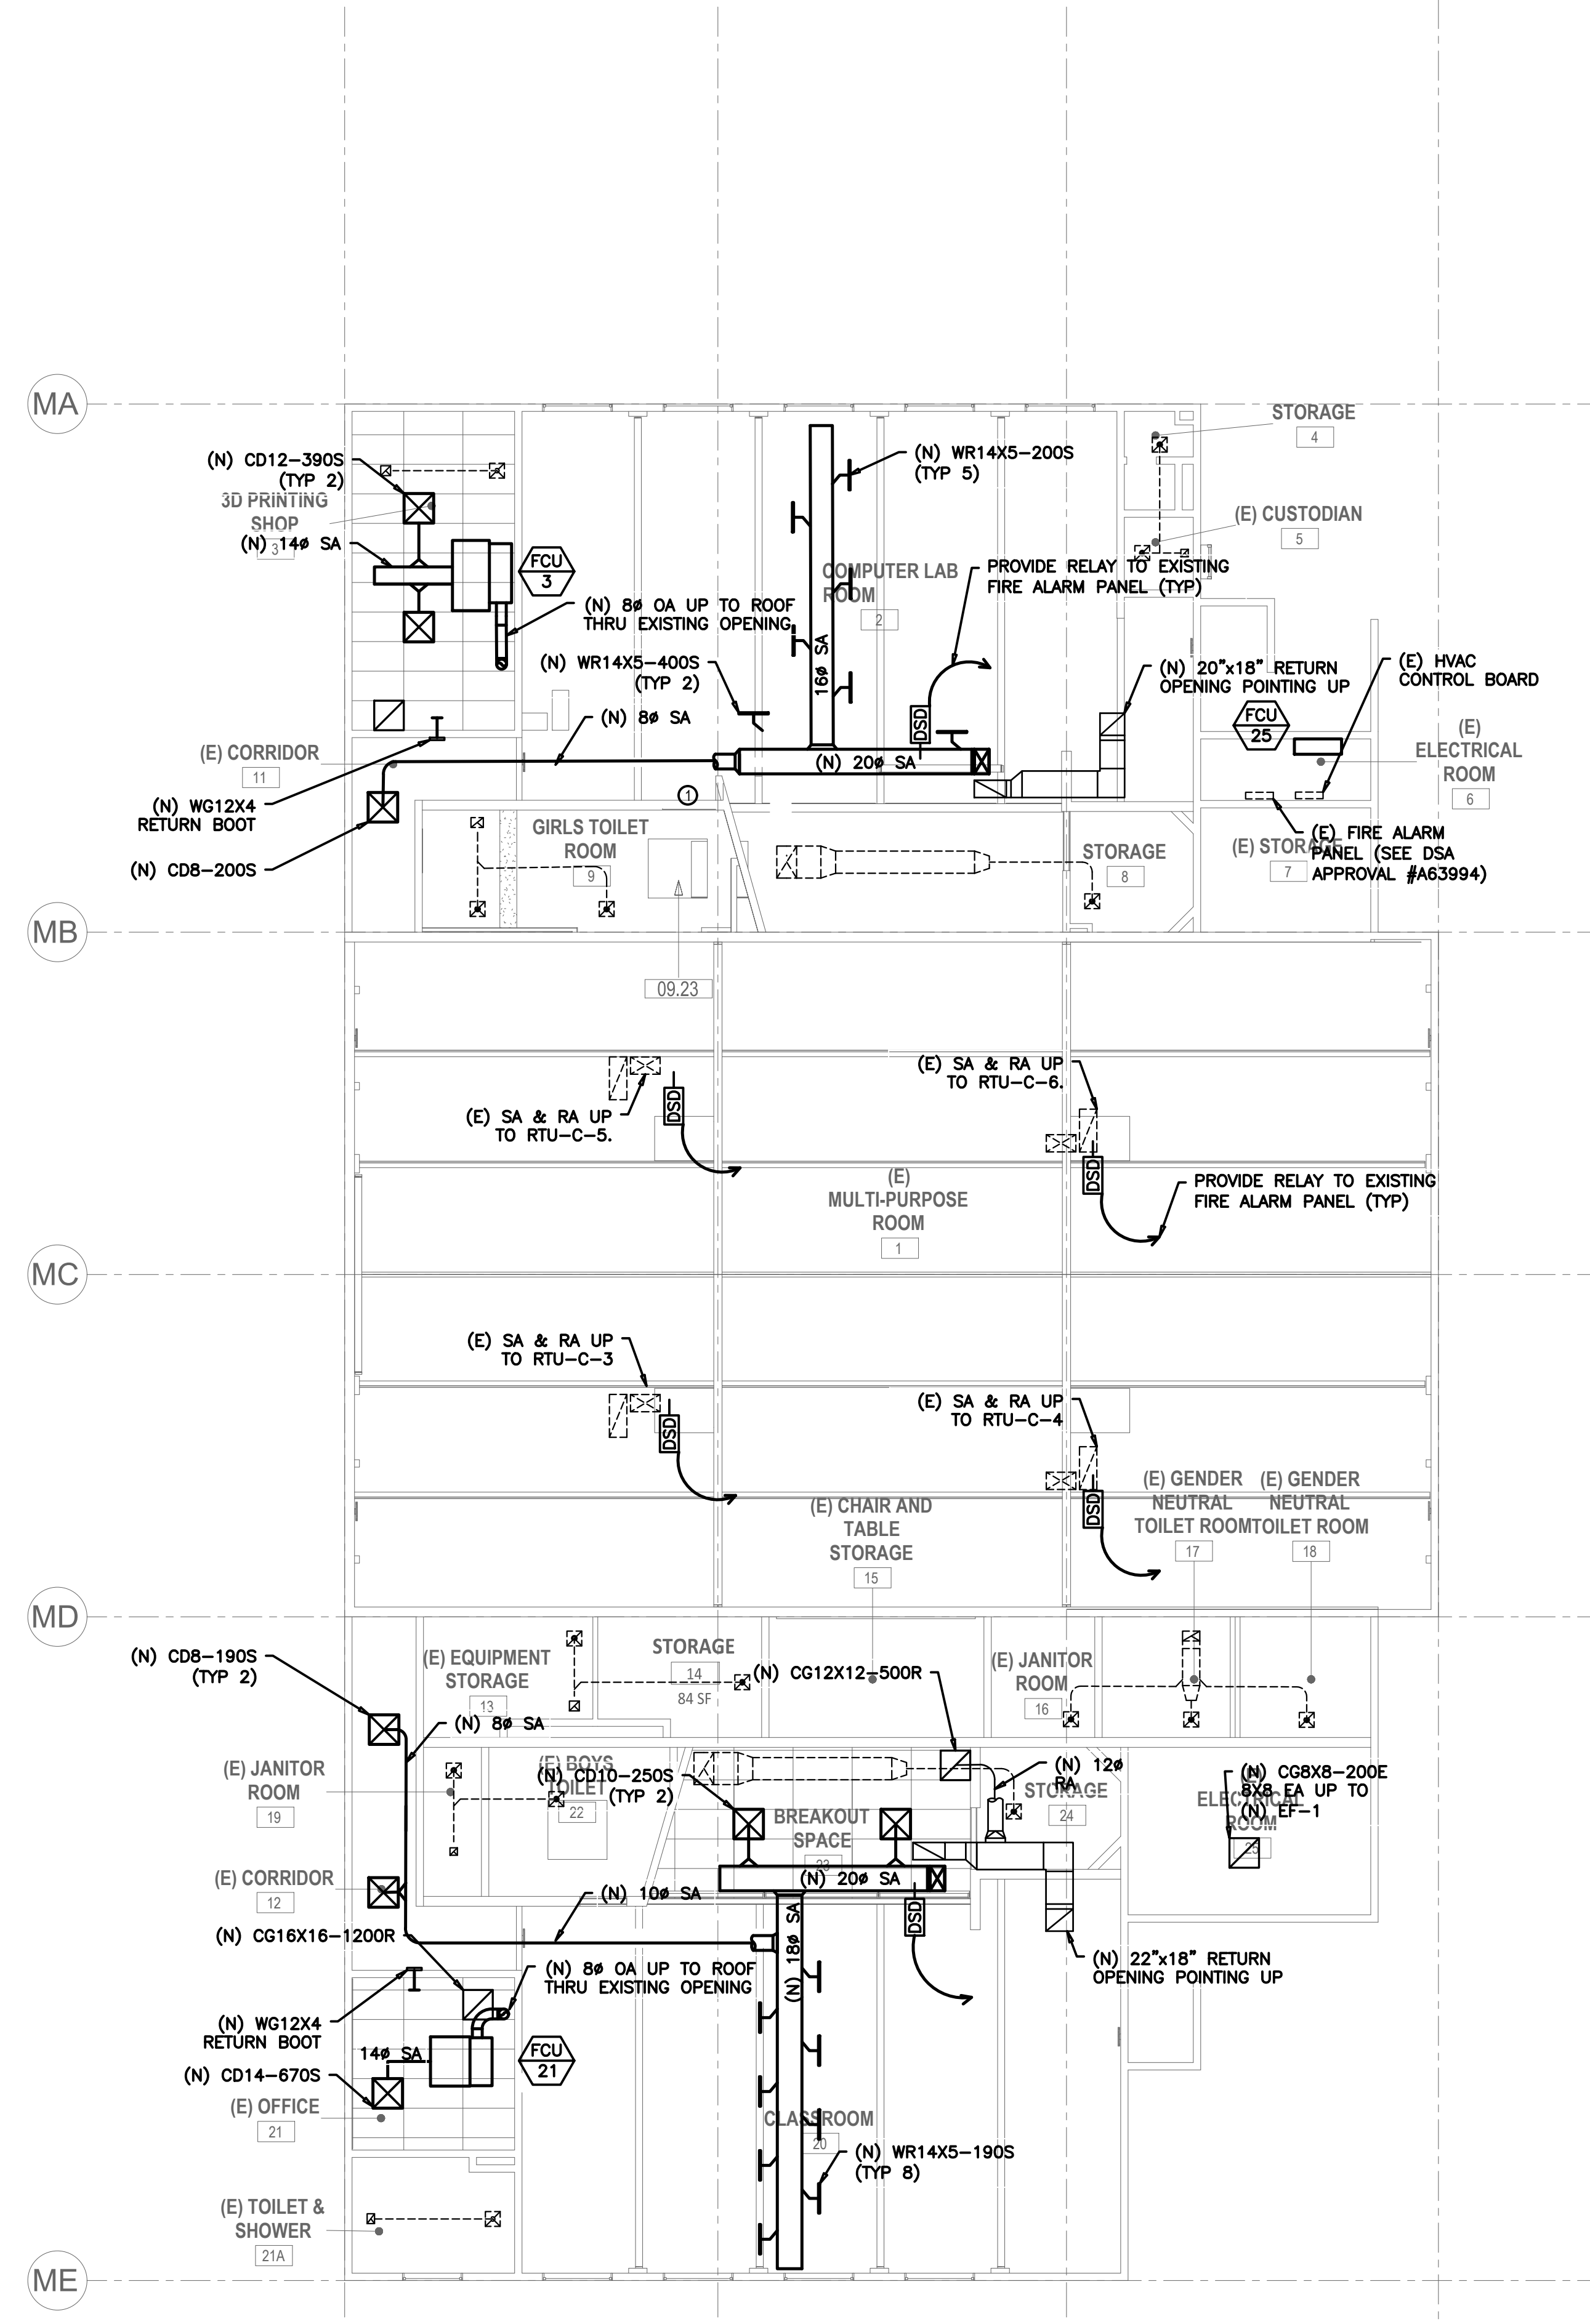 MA
STORAGE
4
(N) CD12-390S
(TYP 2)
3D PRINTING
SHOP
3
(N) 14ø SA
FCU
3
(N) WR14X5-200S
(TYP 5)
(E) CUSTODIAN
5
COMPUTER LAB
ROOM
2
PROVIDE RELAY TO EXISTING
FIRE ALARM PANEL (TYP)
(N) 8ø OA UP TO ROOF
THRU EXISTING OPENING
16ø SA
(N) WR14X5-400S
(TYP 2)
(N) 20"x18" RETURN
OPENING POINTING UP
(E) HVAC
CONTROL BOARD
(N) 8ø SA
DSD
FCU
25
(E)
ELECTRICAL
ROOM
6
(E) CORRIDOR
11
(N) 20ø SA
(N) WG12X4
RETURN BOOT
1
(N) CD8-200S
GIRLS TOILET
ROOM
9
STORAGE
8
(E) STORAGE
7
(E) FIRE ALARM
PANEL (SEE DSA
APPROVAL #A63994)
MB
09.23
(E) SA & RA UP
TO RTU-C-6.
(E) SA & RA UP
TO RTU-C-5.
DSD
DSD
(E)
MULTI-PURPOSE
ROOM
1
PROVIDE RELAY TO EXISTING
FIRE ALARM PANEL (TYP)
MC
(E) SA & RA UP
TO RTU-C-3
(E) SA & RA UP
TO RTU-C-4
DSD
DSD
(E) CHAIR AND
TABLE
STORAGE
15
(E) GENDER
NEUTRAL
TOILET ROOM
17
(E) GENDER
NEUTRAL
TOILET ROOM
18
MD
(N) CD8-190S
(TYP 2)
(E) EQUIPMENT
STORAGE
13
STORAGE
14
84 SF
(N) CG12X12-500R
(E) JANITOR
ROOM
16
(N) 8ø SA
(E) JANITOR
ROOM
19
(E) BOYS
TOILET
22
(N) CD10-250S
(TYP 2)
(N) 12ø
RA
STORAGE
24
BREAKOUT
SPACE
23
(N) CG8X8-200E
8X8 EA UP TO
(N) EF-1
ELECTRICAL
ROOM
25
(E) CORRIDOR
12
(N) 20ø SA
(N) 10ø SA
(N) CG16X16-1200R
(N) 18ø SA
DSD
(N) 8ø OA UP TO ROOF
THRU EXISTING OPENING
(N) 22"x18" RETURN
OPENING POINTING UP
(N) WG12X4
RETURN BOOT
14ø SA
FCU
21
(N) CD14-670S
(E) OFFICE
21
CLASSROOM
20
(N) WR14X5-190S
(TYP 8)
(E) TOILET &
SHOWER
21A
ME